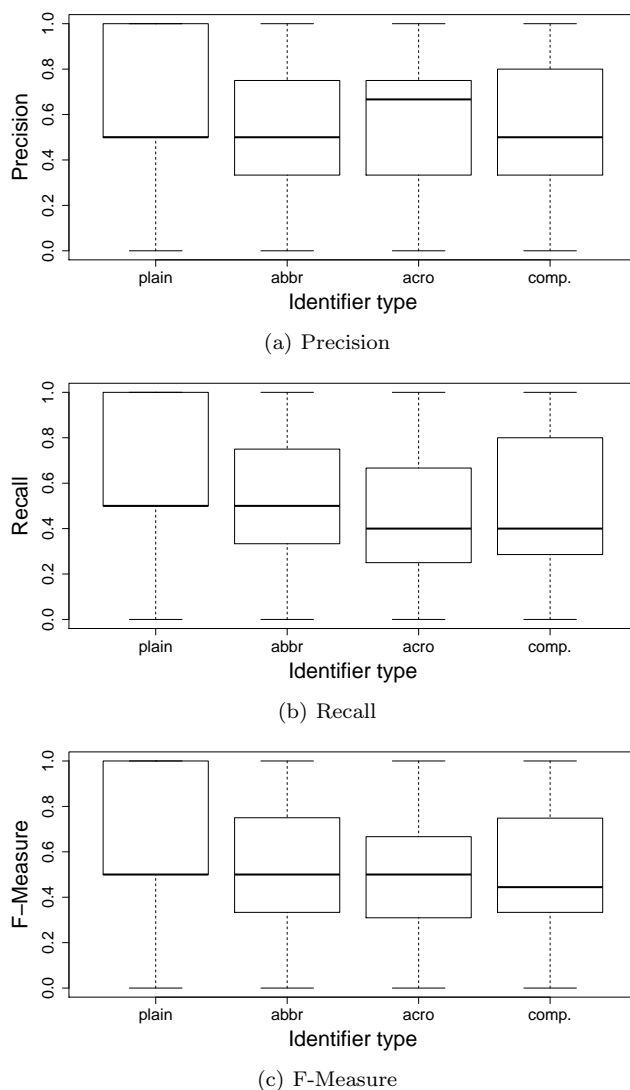 1.0
0.8
0.6
0.4
0.2
0.0
Precision
plain abbr acro comp.
Identifier type
(a) Precision
1.0
0.8
0.6
0.4
0.2
0.0
Recall
plain abbr acro comp.
Identifier type
(b) Recall
1.0
0.8
0.6
0.4
0.2
0.0
F−Measure
plain abbr acro comp.
Identifier type
(c) F-Measure